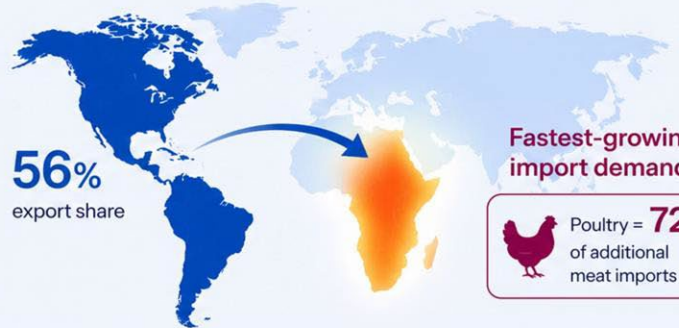 56%
export share
Fastest-growin
import demand
Poultry = 72
of additional
meat imports